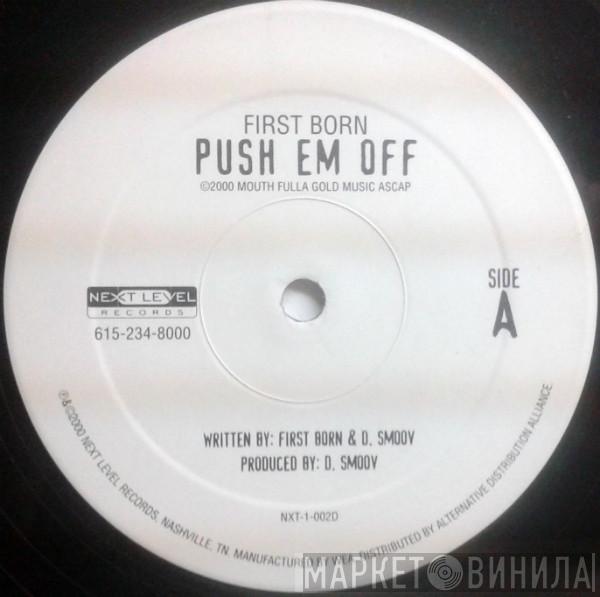 FIRST BORN
PUSH EM OFF
©2000 MOUTH FULLA GOLD MUSIC ASCAP
NEXT LEVEL
RECORDS
615-234-8000
SIDE
A
WRITTEN BY: FIRST BORN & D. SMOOV
PRODUCED BY: D. SMOOV
NXT-1-002D
℗&©2000 NEXT LEVEL RECORDS, NASHVILLE, TN. MANUFACTURED BY WEA. DISTRIBUTED BY ALTERNATIVE DISTRIBUTION ALLIANCE.
МАРКЕТ ВИНИЛА